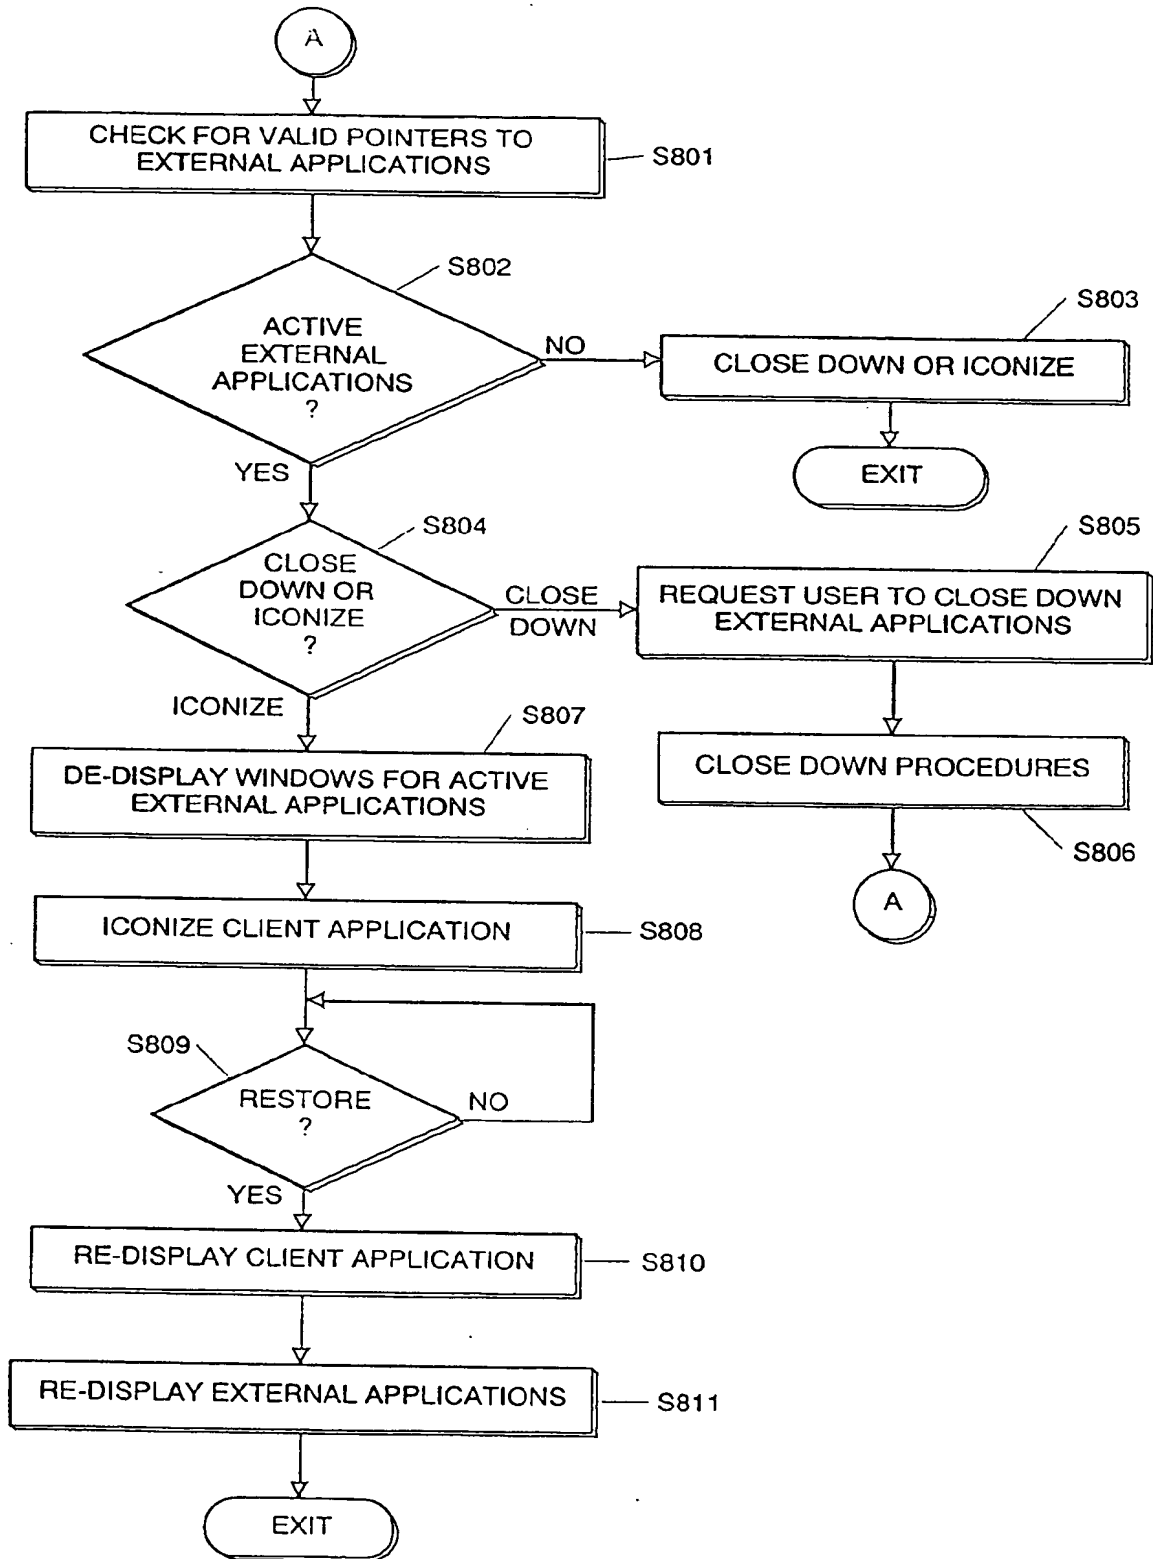 A
CHECK FOR VALID POINTERS TO
EXTERNAL APPLICATIONS
S801
S802
ACTIVE
EXTERNAL
APPLICATIONS
?
NO
S803
CLOSE DOWN OR ICONIZE
EXIT
YES
S804
CLOSE
DOWN OR
ICONIZE
?
CLOSE
DOWN
S805
REQUEST USER TO CLOSE DOWN
EXTERNAL APPLICATIONS
CLOSE DOWN PROCEDURES
S806
A
ICONIZE
S807
DE-DISPLAY WINDOWS FOR ACTIVE
EXTERNAL APPLICATIONS
ICONIZE CLIENT APPLICATION
S808
S809
RESTORE
?
NO
YES
RE-DISPLAY CLIENT APPLICATION
S810
RE-DISPLAY EXTERNAL APPLICATIONS
S811
EXIT